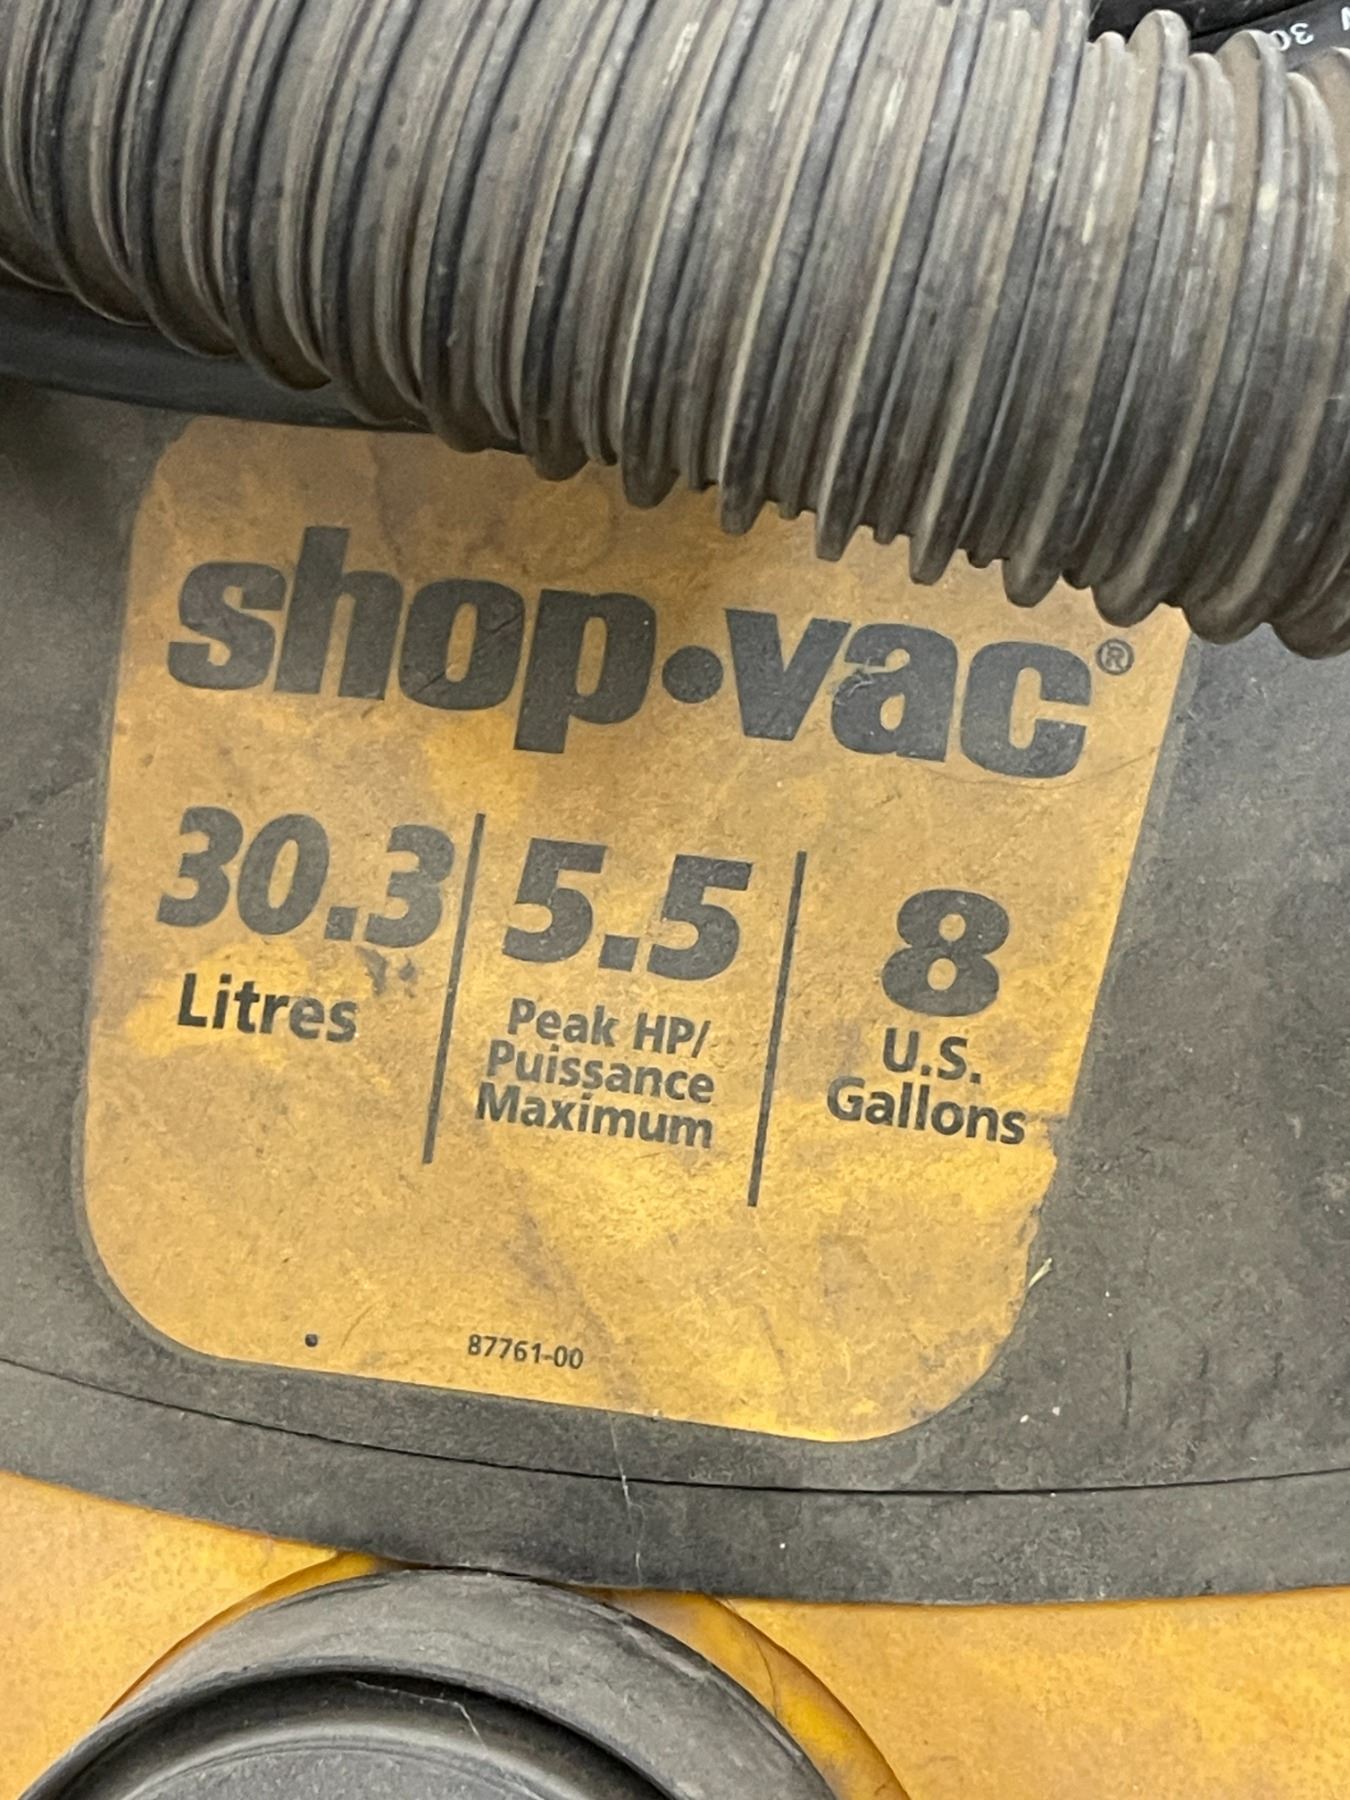 shop•vac®
30.3
Litres
5.5
Peak HP/
Puissance
Maximum
8
U.S.
Gallons
87761-00